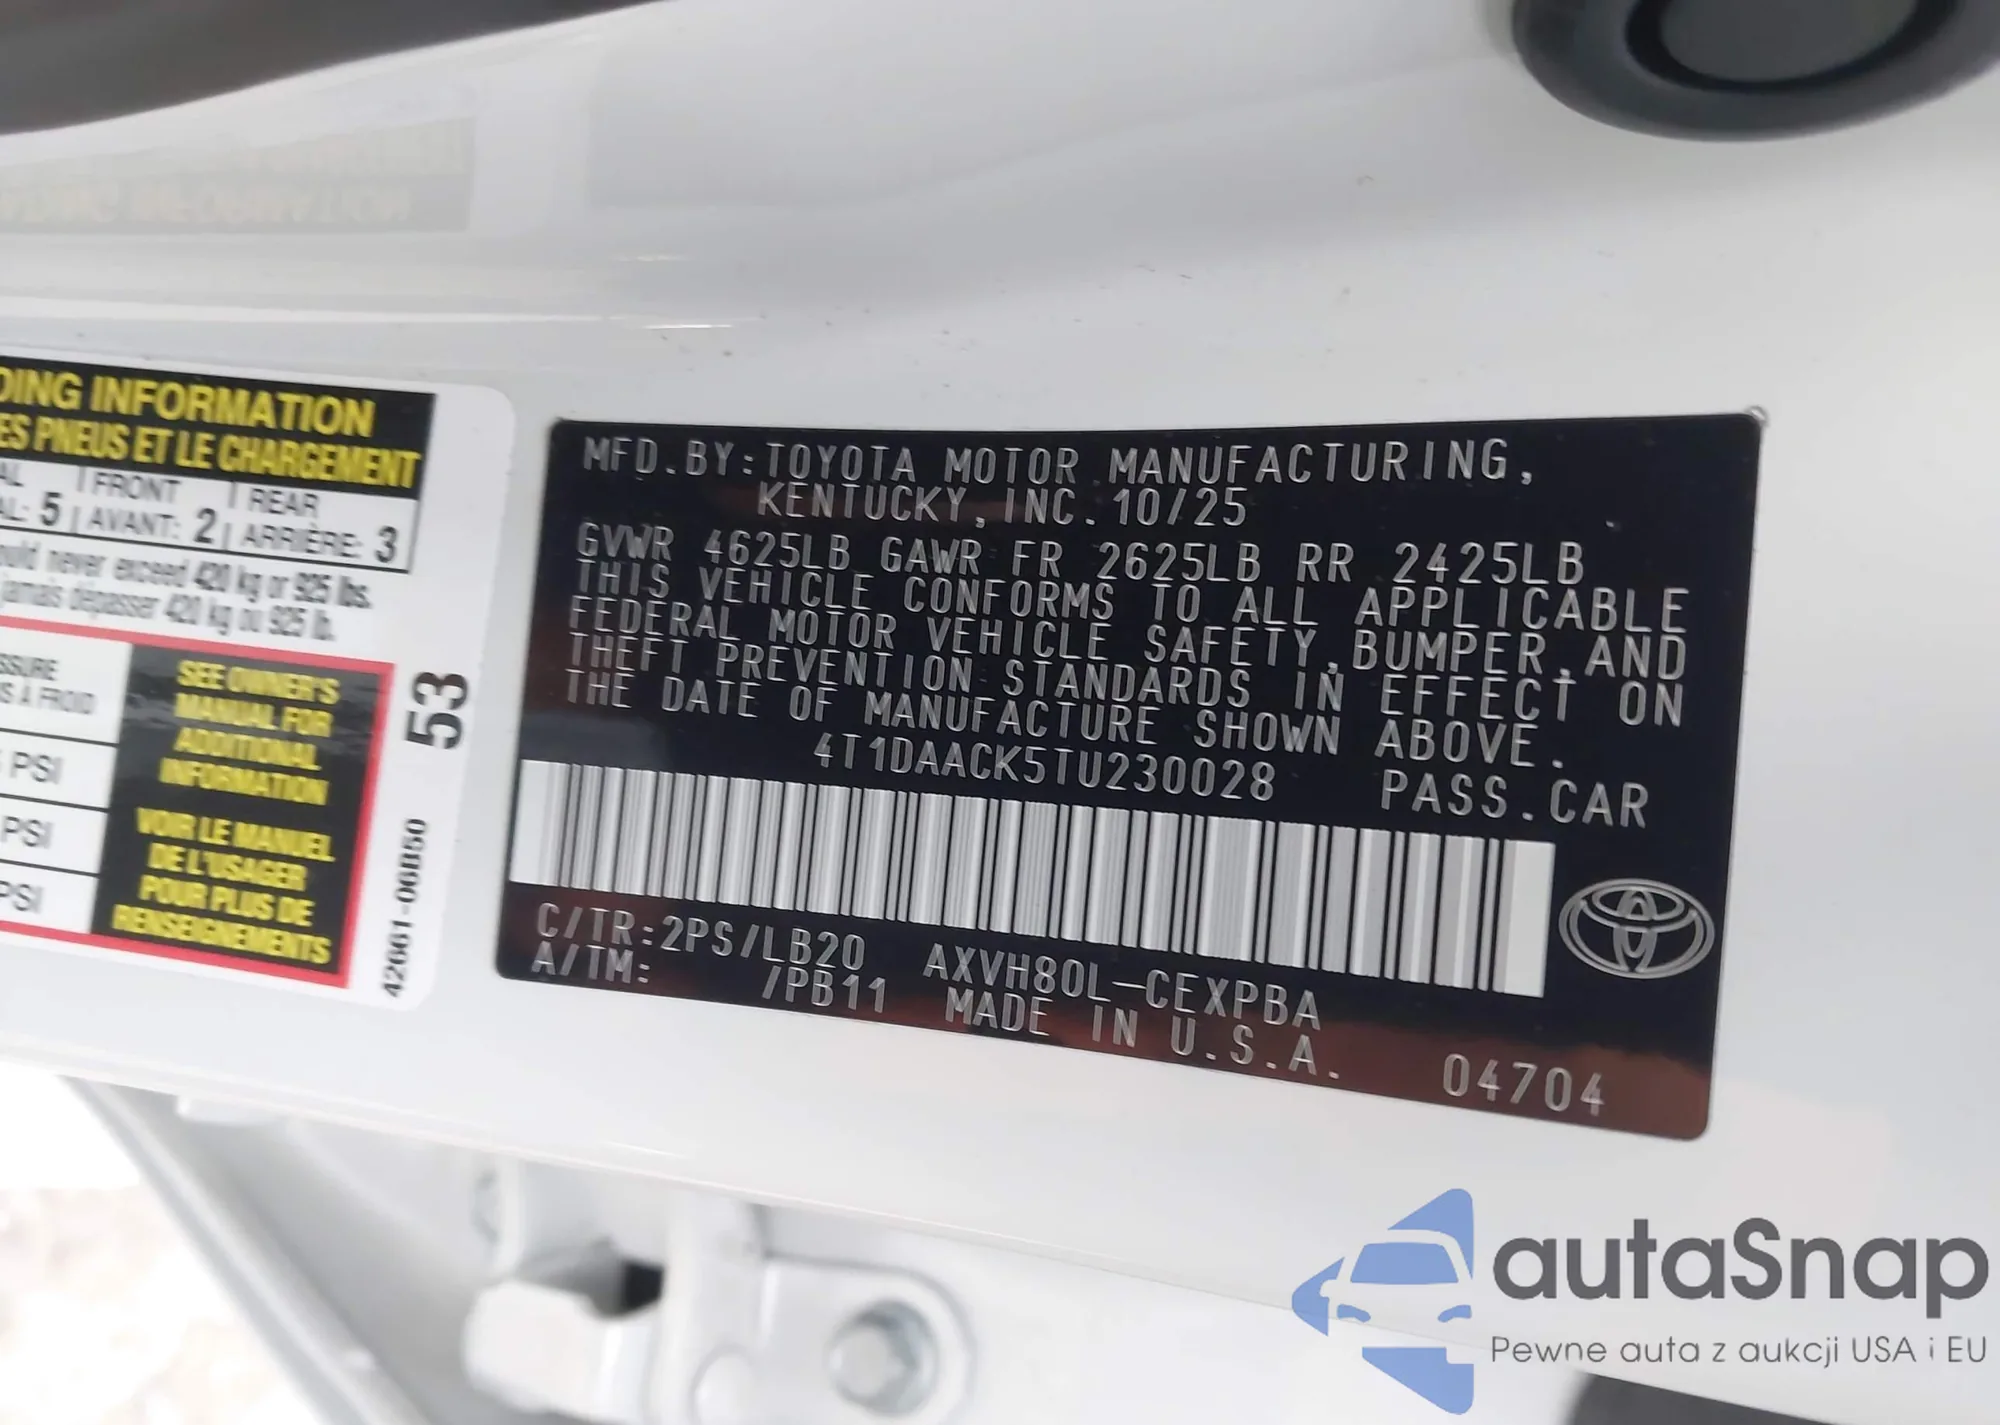 DING INFORMATION
ES PNEUS ET LE CHARGEMENT
AL | FRONT | REAR
AL: 5 | AVANT: 2 | ARRIÈRE: 3
ould never exceed 420 kg or 925 lbs.
jamais dépasser 420 kg ou 925 lb.
SSURE
S À FROID
PSI
PSI
PSI
SEE OWNER'S
MANUAL FOR
ADDITIONAL
INFORMATION
VOIR LE MANUEL
DE L'USAGER
POUR PLUS DE
RENSEIGNEMENTS
53
42661-06B50
MFD.BY:TOYOTA MOTOR MANUFACTURING,
KENTUCKY,INC.10/25
GVWR 4625LB GAWR FR 2625LB RR 2425LB
THIS VEHICLE CONFORMS TO ALL APPLICABLE
FEDERAL MOTOR VEHICLE SAFETY,BUMPER,AND
THEFT PREVENTION STANDARDS IN EFFECT ON
THE DATE OF MANUFACTURE SHOWN ABOVE.
4T1DAACK5TU230028 PASS.CAR
C/TR:2PS/LB20 AXVH80L-CEXPBA
A/TM: /PB11 MADE IN U.S.A. 04704
autaSnap
Pewne auta z aukcji USA i EU